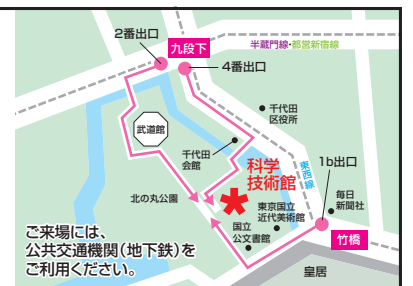 2番出口
九段下
半蔵門線・都営新宿線
4番出口
千代田
区役所
武道館
千代田
会館
科学
技術館
東西線
1b出口
北の丸公園
毎日
新聞社
東京国立
近代美術館
国立
公文書館
竹橋
ご来場には、
公共交通機関(地下鉄)を
ご利用ください。
皇居